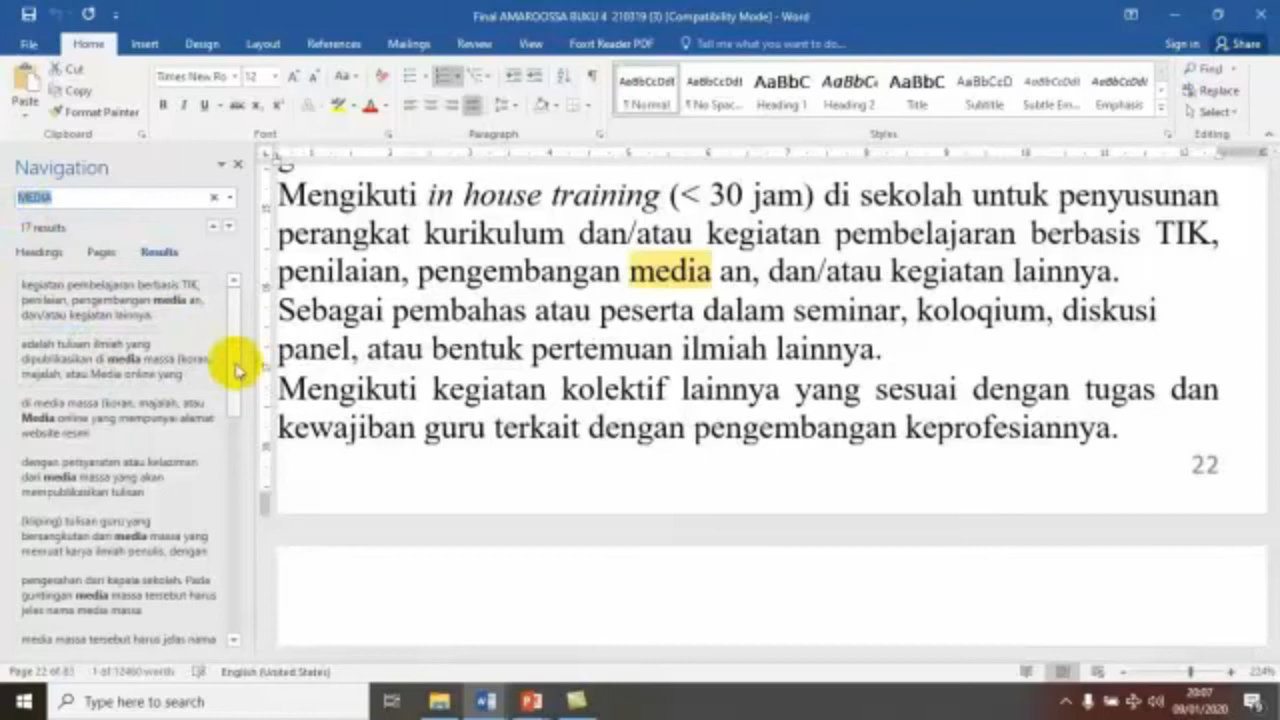 Final AMAROOSSA BUKU 4 210319 (3) [Compatibility Mode] - Word
File Home Insert Design Layout References Mailings Review View Foxit Reader PDF Tell me what you want to do... Sign in Share
Paste Cut Copy Format Painter
Times New Ro 12
AaBbCcDdI AaBbCcDdI AaBbC AaBbCc AaBbC AaBbCcD AaBbCcDdI AaBbCcDdI
¶ Normal ¶ No Spac... Heading 1 Heading 2 Title Subtitle Subtle Em... Emphasis
Find
Replace
Select
Clipboard Font Paragraph Styles Editing
Navigation
MEDIA
17 results
Headings Pages Results
kegiatan pembelajaran berbasis TIK,
penilaian, pengembangan media an,
dan/atau kegiatan lainnya.
adalah tulisan ilmiah yang
dipublikasikan di media massa (koran,
majalah, atau Media online yang
di media massa (koran, majalah, atau
Media online yang mempunyai alamat
website resmi
dengan persyaratan atau kelaziman
dari media massa yang akan
mempublikasikan tulisan
(kliping) tulisan guru yang
bersangkutan dari media massa yang
memuat karya ilmiah penulis, dengan
pengesahan dari kepala sekolah. Pada
guntingan media massa tersebut harus
jelas nama media massa
media massa tersebut harus jelas nama
Mengikuti in house training (< 30 jam) di sekolah untuk penyusunan
perangkat kurikulum dan/atau kegiatan pembelajaran berbasis TIK,
penilaian, pengembangan media an, dan/atau kegiatan lainnya.
Sebagai pembahas atau peserta dalam seminar, koloqium, diskusi
panel, atau bentuk pertemuan ilmiah lainnya.
Mengikuti kegiatan kolektif lainnya yang sesuai dengan tugas dan
kewajiban guru terkait dengan pengembangan keprofesiannya.
22
Page 22 of 83 1 of 12460 words English (United States) 224%
Type here to search
20:07
09/01/2020